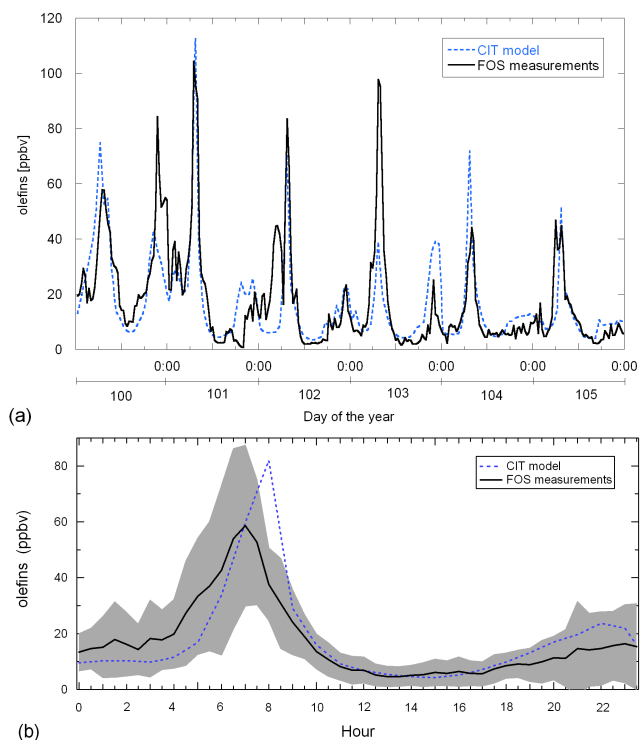 120
100
80
60
40
20
0
olefins [ppbv]
CIT model
FOS measurements
0:00 0:00 0:00 0:00 0:00 0:00
100 101 102 103 104 105
Day of the year
(a)
80
60
40
20
0
olefins (ppbv)
CIT model
FOS measurements
0 2 4 6 8 10 12 14 16 18 20 22
Hour
(b)